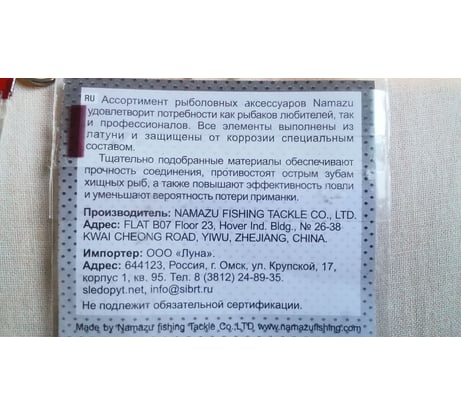 RU Ассортимент рыболовных аксессуаров Namazu
удовлетворит потребности как рыбаков любителей, так
и профессионалов. Все элементы выполнены из
латуни и защищены от коррозии специальным
составом.
Тщательно подобранные материалы обеспечивают
прочность соединения, противостоят острым зубам
хищных рыб, а также повышают эффективность ловли
и уменьшают вероятность потери приманки.
Производитель: NAMAZU FISHING TACKLE CO., LTD.
Адрес: FLAT B07 Floor 23, Hover Ind. Bldg., № 26-38
KWAI CHEONG ROAD, YIWU, ZHEJIANG, CHINA.
Импортер: ООО «Луна».
Адрес: 644123, Россия, г. Омск, ул. Крупской, 17,
корпус 1, кв. 95. Тел. 8 (3812) 24-89-35.
sledopyt.net, info@sibrt.ru
Не подлежит обязательной сертификации.
Made by Namazu fishing Tackle Co.,LTD www.namazufishing.com